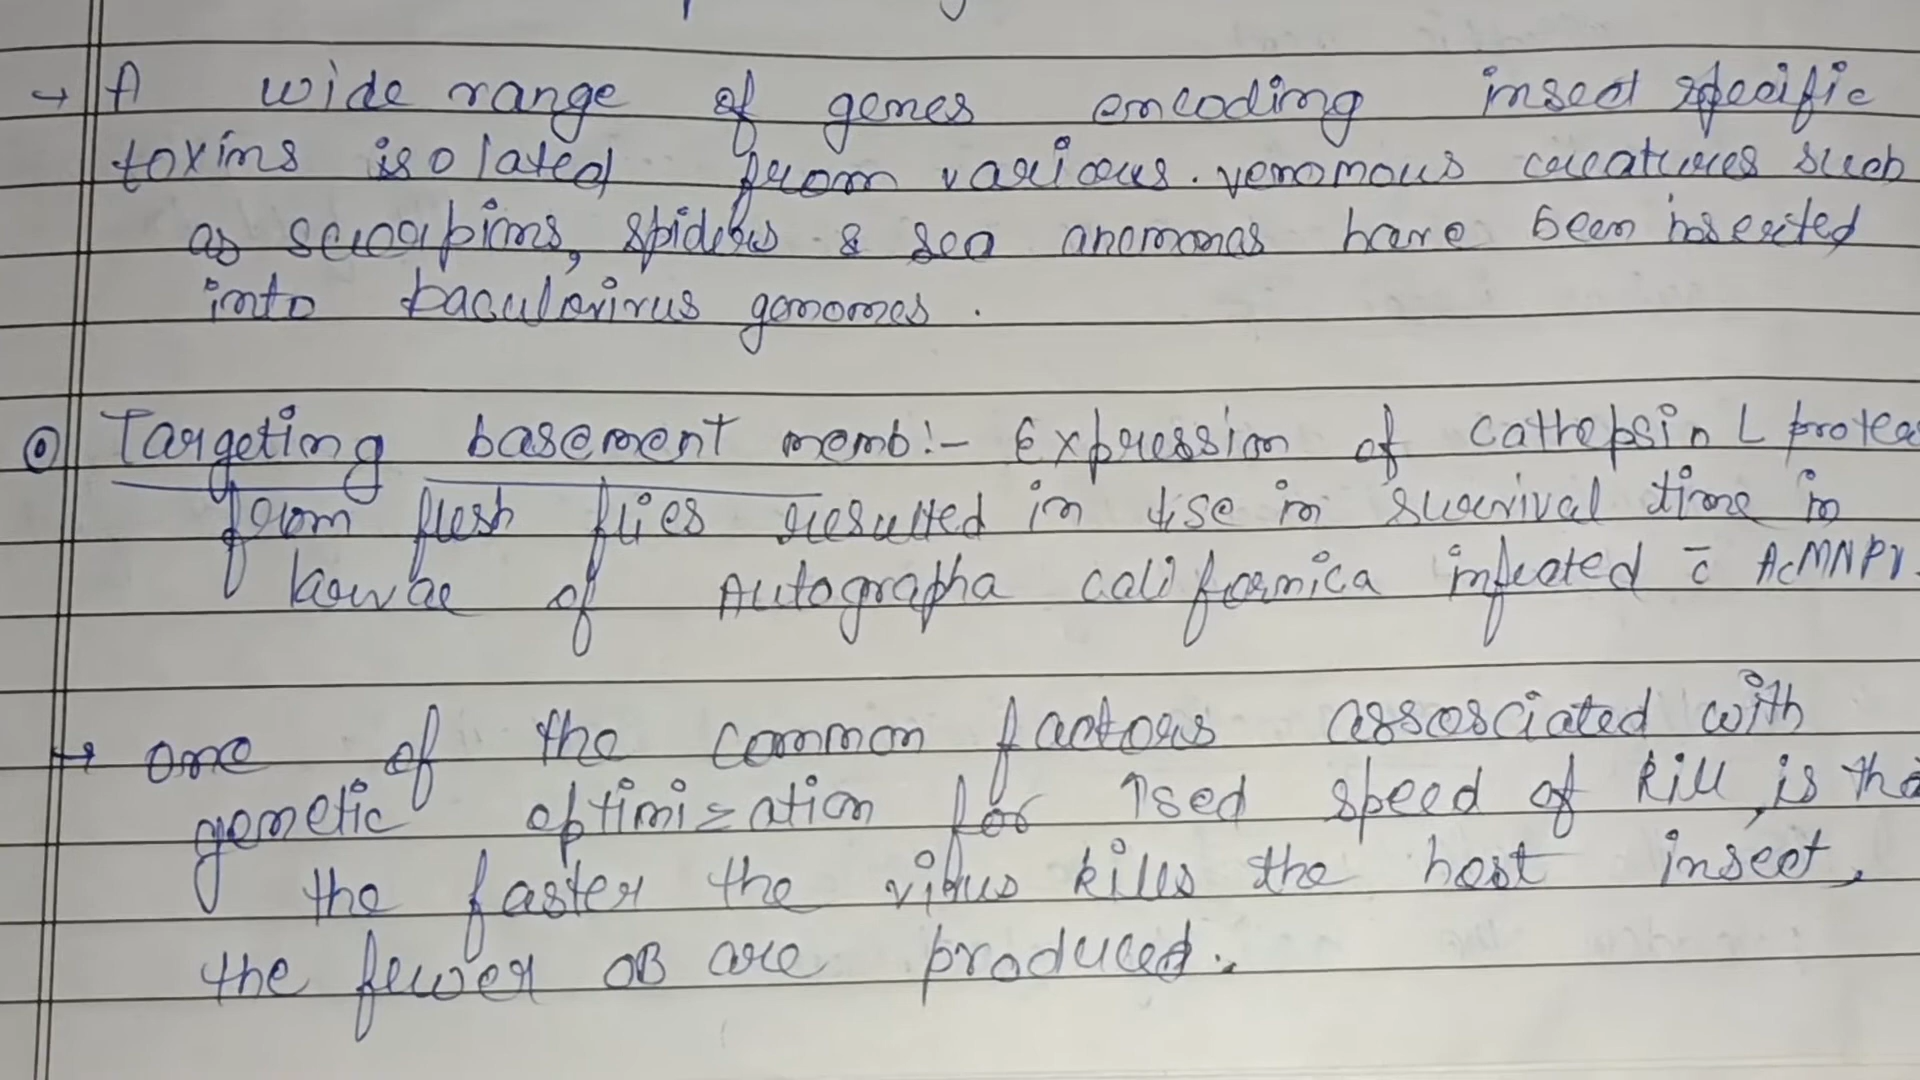 → A wide range of genes encoding insect specific
toxins isolated from various venomous creatures such
as scorpions, spiders & sea anemonas have been inserted
into baculovirus genomes.
⊙ Targeting basement memb:- Expression of cathepsin L protea
from flesh flies resulted in ↓se in survival time in
larvae of Autographa californica infected c̄ AcMNPV.
→ one of the common factors assosciated with
genetic optimization for ↑sed speed of kill, is tha
the faster the virus kills the host insect,
the fewer OB are produced.